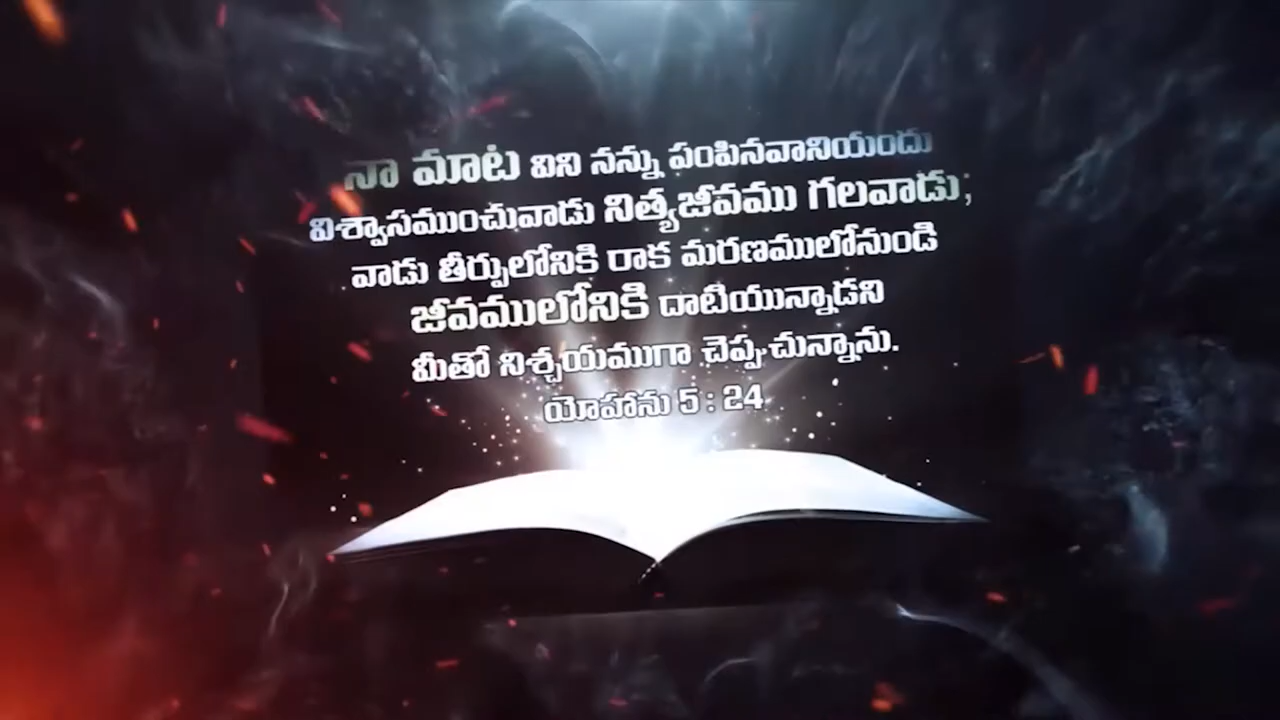 నా మాట విని నన్ను పంపినవానియందు
విశ్వాసముంచువాడు నిత్యజీవము గలవాడు;
వాడు తీర్పులోనికి రాక మరణములోనుండి
జీవములోనికి దాటియున్నాడని
మీతో నిశ్చయముగా చెప్పుచున్నాను.
యోహాను 5 : 24